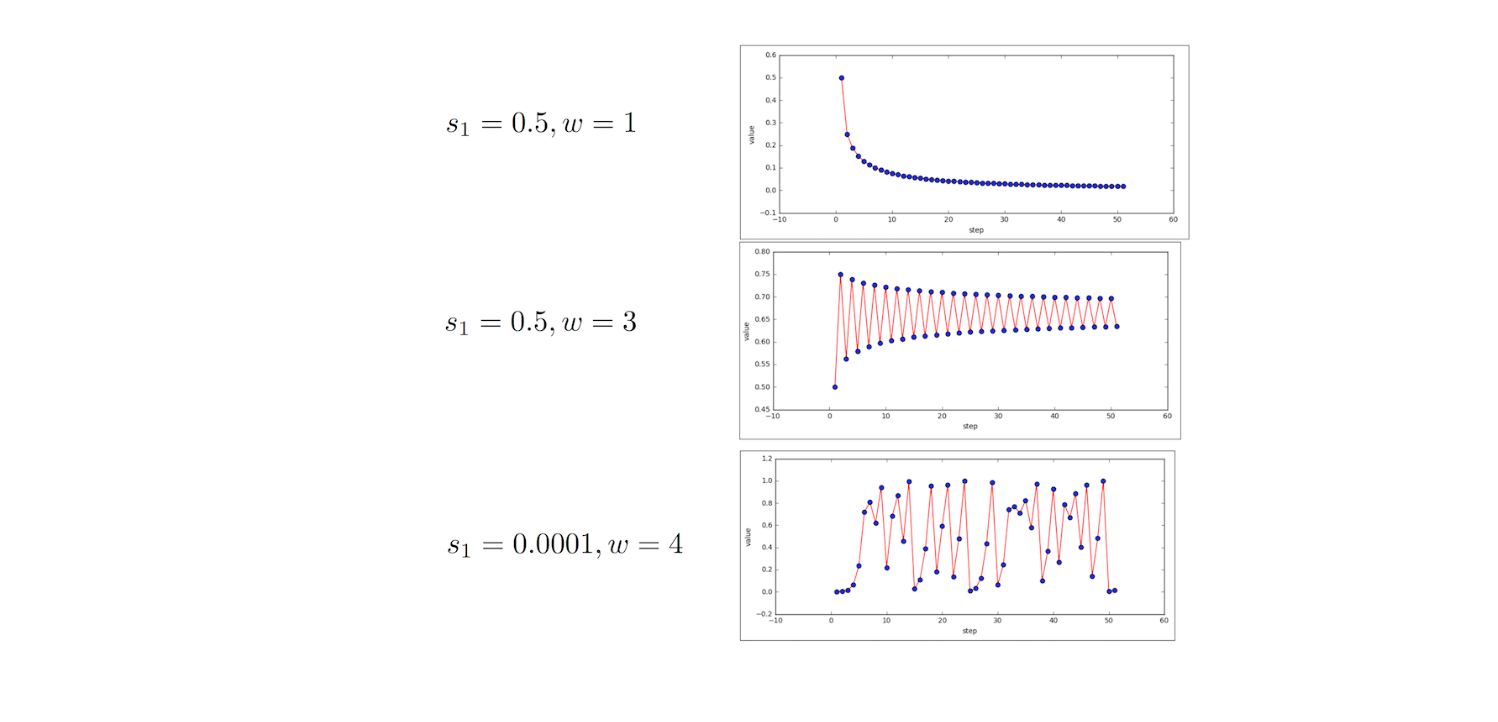 s₁ = 0.5, w = 1
0.6
0.5
0.4
0.3
0.2
0.1
0.0
−0.1
value
−10 0 10 20 30 40 50 60
step
s₁ = 0.5, w = 3
0.80
0.75
0.70
0.65
0.60
0.55
0.50
0.45
value
−10 0 10 20 30 40 50 60
step
s₁ = 0.0001, w = 4
1.2
1.0
0.8
0.6
0.4
0.2
0.0
−0.2
value
−10 0 10 20 30 40 50 60
step